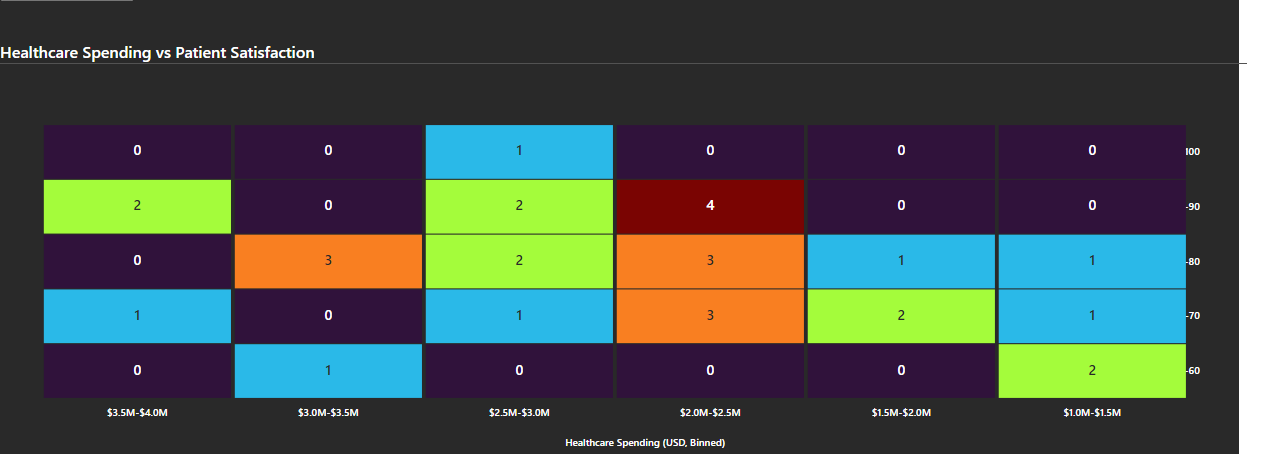 Healthcare Spending vs Patient Satisfaction
0 0 1 0 0 0
2 0 2 4 0 0 -90
0 3 2 3 1 1 -80
1 0 1 3 2 1 -70
0 1 0 0 0 2 -60
$3.5M-$4.0M $3.0M-$3.5M $2.5M-$3.0M $2.0M-$2.5M $1.5M-$2.0M $1.0M-$1.5M
Healthcare Spending (USD, Binned)